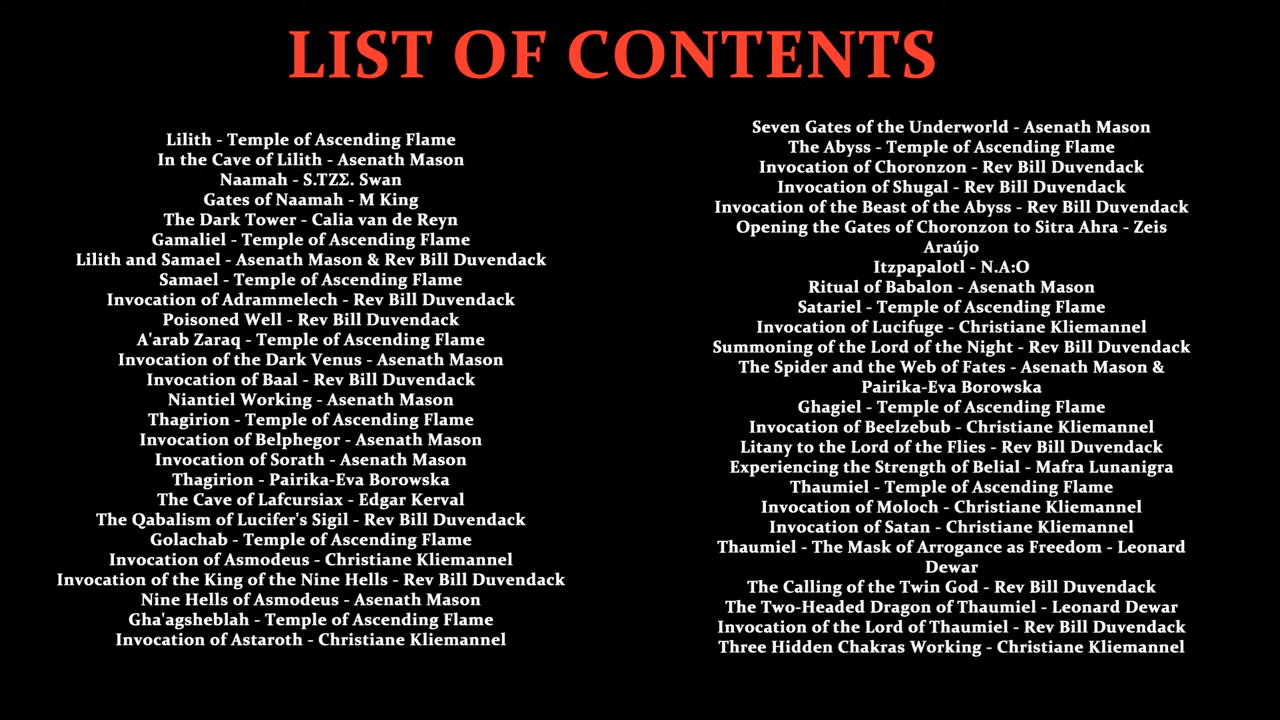 LIST OF CONTENTS
Lilith - Temple of Ascending Flame
In the Cave of Lilith - Asenath Mason
Naamah - S.TZΣ. Swan
Gates of Naamah - M King
The Dark Tower - Calia van de Reyn
Gamaliel - Temple of Ascending Flame
Lilith and Samael - Asenath Mason & Rev Bill Duvendack
Samael - Temple of Ascending Flame
Invocation of Adrammelech - Rev Bill Duvendack
Poisoned Well - Rev Bill Duvendack
A'arab Zaraq - Temple of Ascending Flame
Invocation of the Dark Venus - Asenath Mason
Invocation of Baal - Rev Bill Duvendack
Niantiel Working - Asenath Mason
Thagirion - Temple of Ascending Flame
Invocation of Belphegor - Asenath Mason
Invocation of Sorath - Asenath Mason
Thagirion - Pairika-Eva Borowska
The Cave of Lafcursiax - Edgar Kerval
The Qabalism of Lucifer's Sigil - Rev Bill Duvendack
Golachab - Temple of Ascending Flame
Invocation of Asmodeus - Christiane Kliemannel
Invocation of the King of the Nine Hells - Rev Bill Duvendack
Nine Hells of Asmodeus - Asenath Mason
Gha'agsheblah - Temple of Ascending Flame
Invocation of Astaroth - Christiane Kliemannel
Seven Gates of the Underworld - Asenath Mason
The Abyss - Temple of Ascending Flame
Invocation of Choronzon - Rev Bill Duvendack
Invocation of Shugal - Rev Bill Duvendack
Invocation of the Beast of the Abyss - Rev Bill Duvendack
Opening the Gates of Choronzon to Sitra Ahra - Zeis
Araújo
Itzpapalotl - N.A:O
Ritual of Babalon - Asenath Mason
Satariel - Temple of Ascending Flame
Invocation of Lucifuge - Christiane Kliemannel
Summoning of the Lord of the Night - Rev Bill Duvendack
The Spider and the Web of Fates - Asenath Mason &
Pairika-Eva Borowska
Ghagiel - Temple of Ascending Flame
Invocation of Beelzebub - Christiane Kliemannel
Litany to the Lord of the Flies - Rev Bill Duvendack
Experiencing the Strength of Belial - Mafra Lunanigra
Thaumiel - Temple of Ascending Flame
Invocation of Moloch - Christiane Kliemannel
Invocation of Satan - Christiane Kliemannel
Thaumiel - The Mask of Arrogance as Freedom - Leonard
Dewar
The Calling of the Twin God - Rev Bill Duvendack
The Two-Headed Dragon of Thaumiel - Leonard Dewar
Invocation of the Lord of Thaumiel - Rev Bill Duvendack
Three Hidden Chakras Working - Christiane Kliemannel